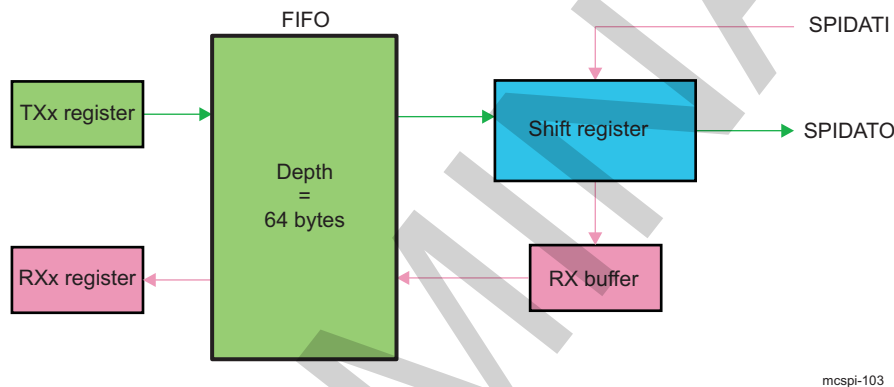 FIFO
SPIDATI
TXx register
Shift register
SPIDATO
Depth
=
64 bytes
RXx register
RX buffer
mcspi-103